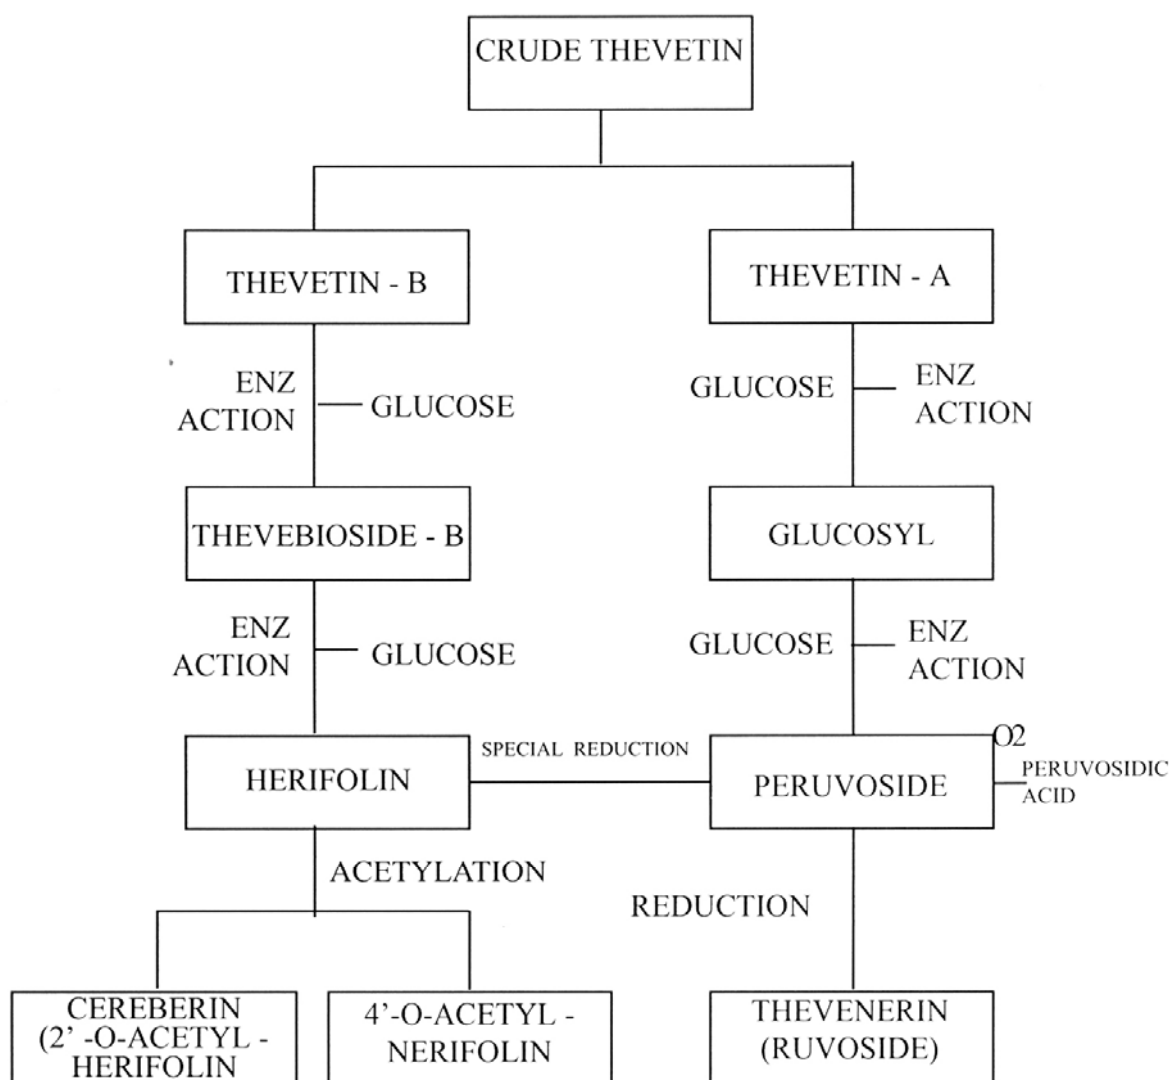 CRUDE THEVETIN
THEVETIN - B
THEVETIN - A
ENZ
ACTION
GLUCOSE
GLUCOSE
ENZ
ACTION
THEVEBIOSIDE - B
GLUCOSYL
ENZ
ACTION
GLUCOSE
GLUCOSE
ENZ
ACTION
HERIFOLIN
SPECIAL REDUCTION
PERUVOSIDE
O2
PERUVOSIDIC
ACID
ACETYLATION
REDUCTION
CEREBERIN
(2' -O-ACETYL -
HERIFOLIN
4'-O-ACETYL -
NERIFOLIN
THEVENERIN
(RUVOSIDE)